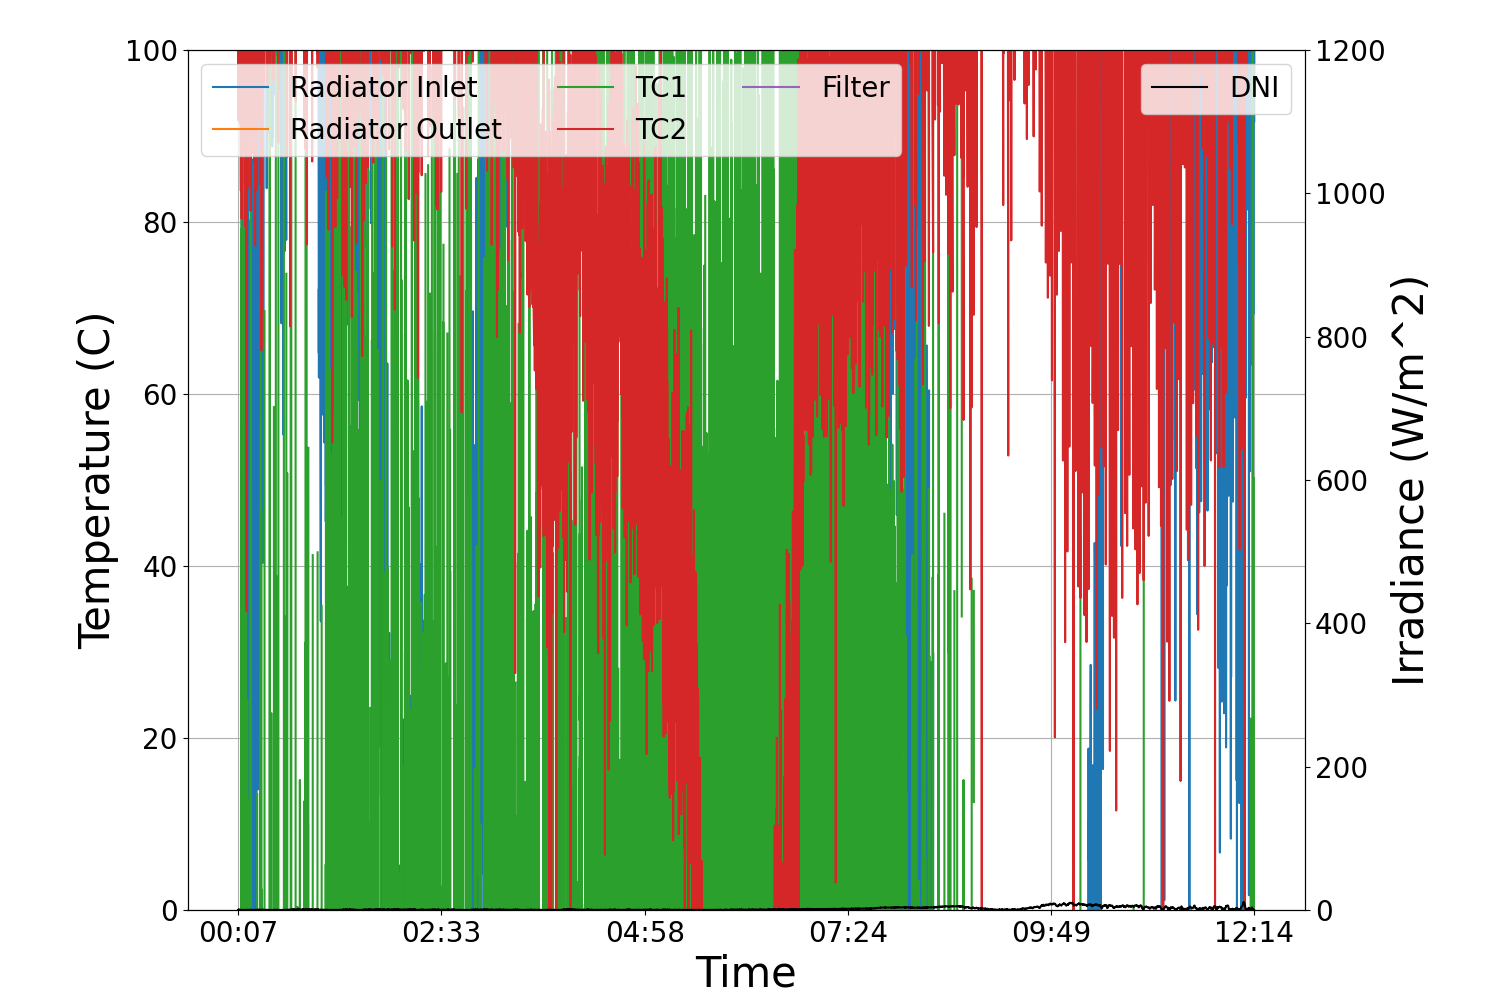 Radiator Inlet
Radiator Outlet
TC1
TC2
Filter
DNI
Temperature (C)
100
80
60
40
20
0
Irradiance (W/m^2)
1200
1000
800
600
400
200
0
00:07 02:33 04:58 07:24 09:49 12:14
Time